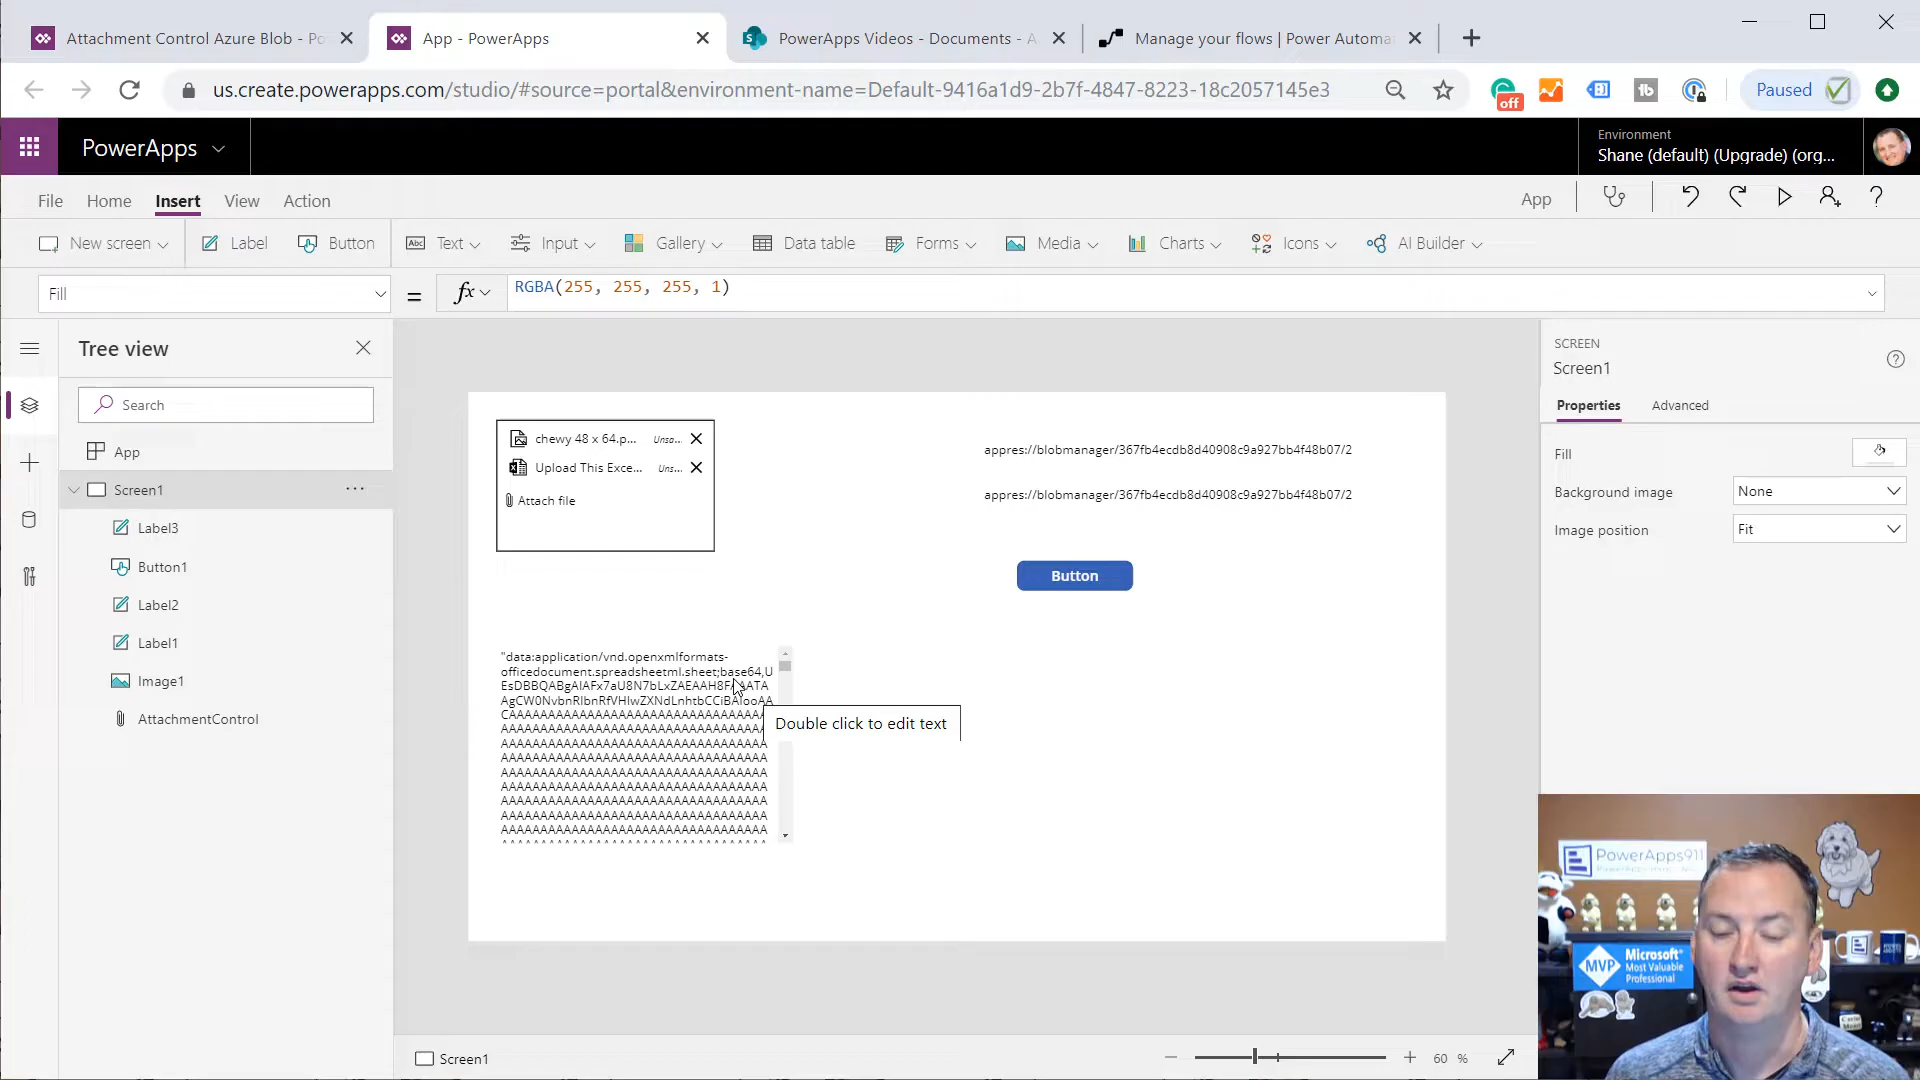 Attachment Control Azure Blob - Po
App - PowerApps
PowerApps Videos - Documents - A
Manage your flows | Power Automa
us.create.powerapps.com/studio/#source=portal&environment-name=Default-9416a1d9-2b7f-4847-8223-18c2057145e3
off
Paused
PowerApps
Environment
Shane (default) (Upgrade) (org...
File
Home
Insert
View
Action
App
New screen
Label
Button
Text
Input
Gallery
Data table
Forms
Media
Charts
Icons
AI Builder
Fill
=
fx
RGBA(255, 255, 255, 1)
Tree view
Search
App
Screen1
Label3
Button1
Label2
Label1
Image1
AttachmentControl
chewy 48 x 64.p...
Unsa...
Upload This Exce...
Uns...
Attach file
appres://blobmanager/367fb4ecdb8d40908c9a927bb4f48b07/2
appres://blobmanager/367fb4ecdb8d40908c9a927bb4f48b07/2
Button
"data:application/vnd.openxmlformats-
officedocument.spreadsheetml.sheet;base64,U
Double click to edit text
SCREEN
Screen1
Properties
Advanced
Fill
Background image
None
Image position
Fit
PowerApps911
Microsoft
MVP
Most Valuable
Professional
Screen1
60 %